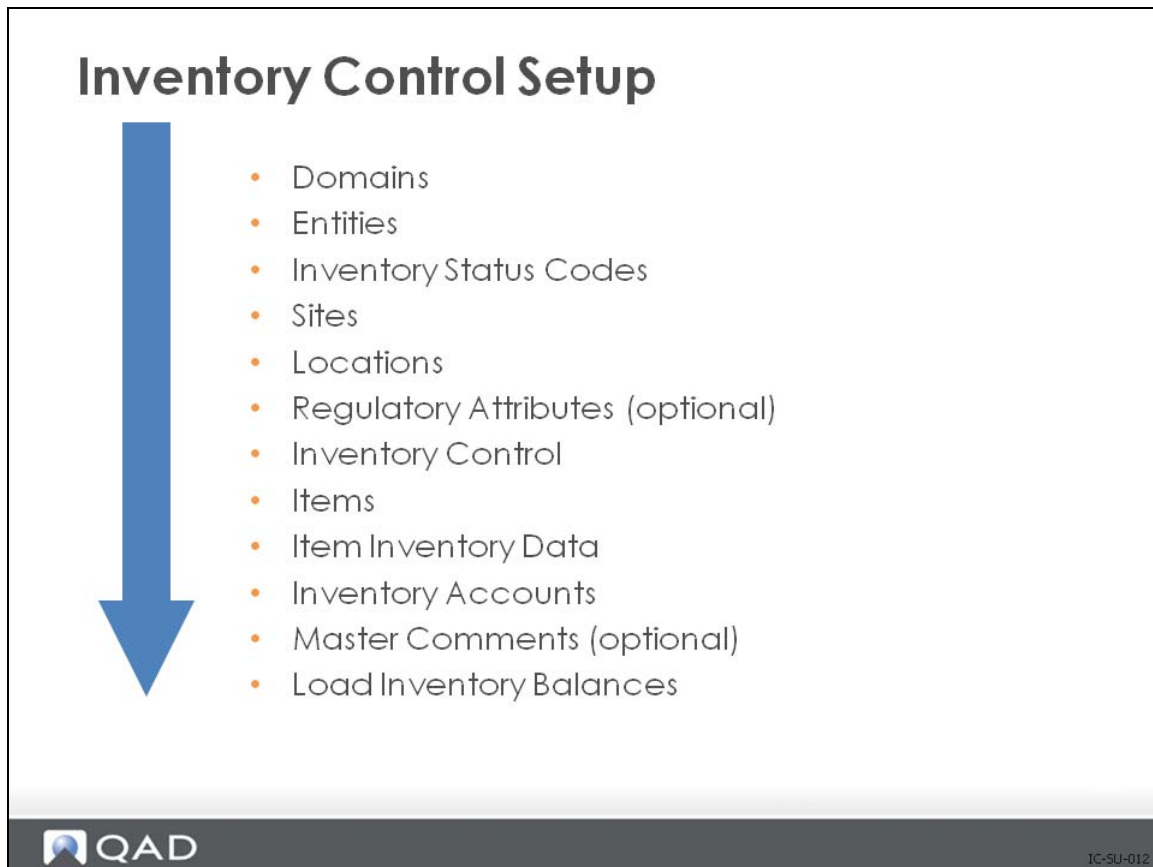 Inventory Control Setup
• Domains
• Entities
• Inventory Status Codes
• Sites
• Locations
• Regulatory Attributes (optional)
• Inventory Control
• Items
• Item Inventory Data
• Inventory Accounts
• Master Comments (optional)
• Load Inventory Balances
QAD
IC-SU-012